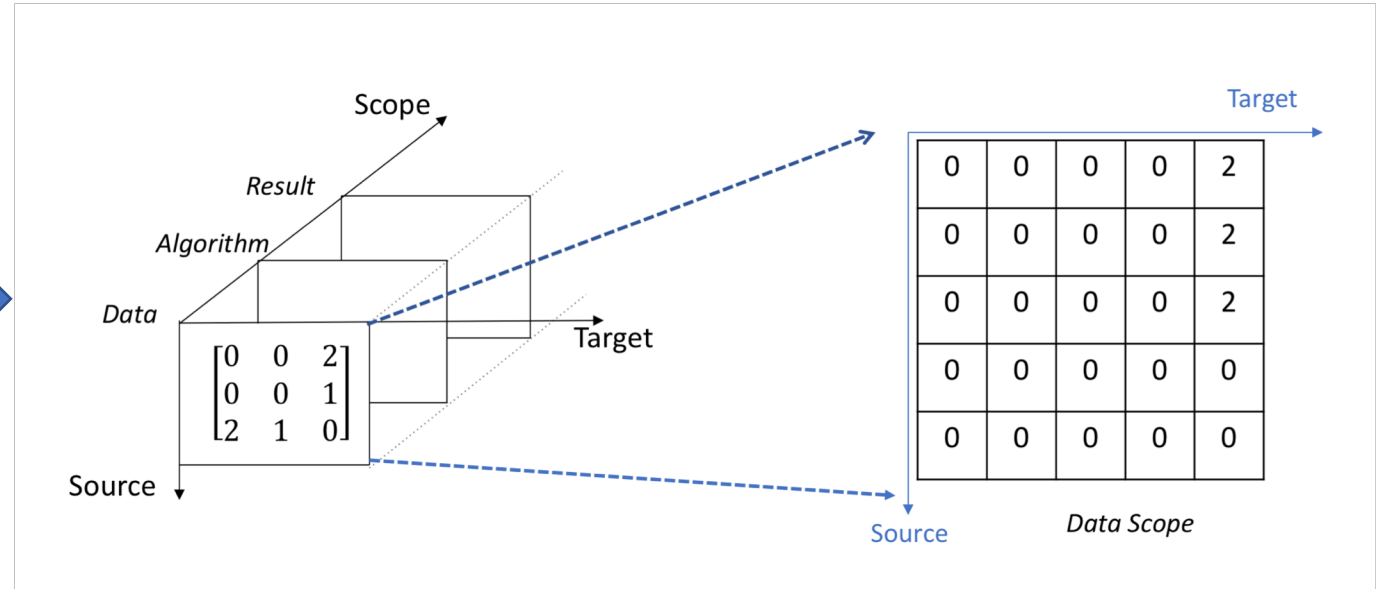 Scope
Result
Algorithm
Data
Target
0 0 2
0 0 1
2 1 0
Source
Target
0 0 0 0 2
0 0 0 0 2
0 0 0 0 2
0 0 0 0 0
0 0 0 0 0
Source
Data Scope